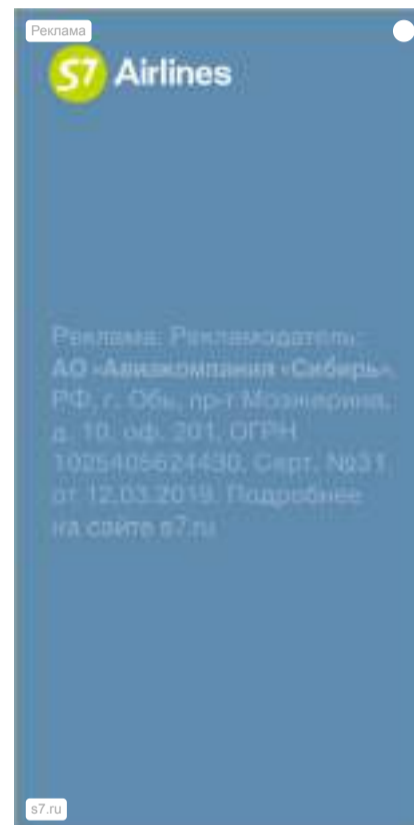 Реклама
S7 Airlines
Реклама. Рекламодатель:
АО «Авиакомпания «Сибирь»,
РФ, г. Обь, пр-т Мозжерина,
д. 10, оф. 201, ОГРН
1025405624430. Серт. №31
от 12.03.2019. Подробнее
на сайте s7.ru
s7.ru